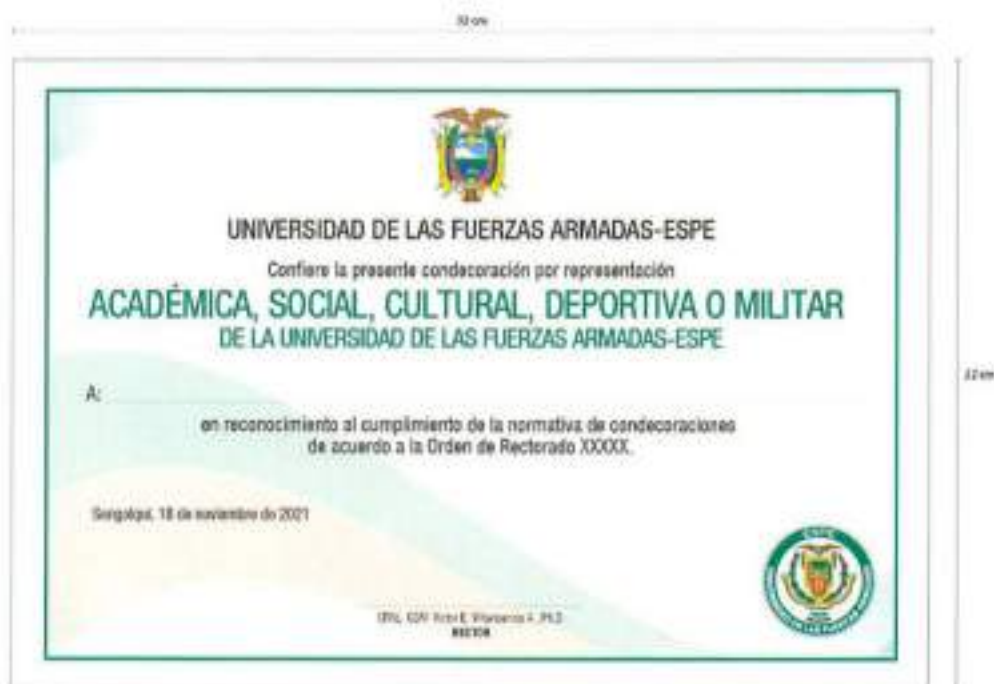 32 cm
UNIVERSIDAD DE LAS FUERZAS ARMADAS-ESPE
Confiere la presente condecoración por representación
ACADÉMICA, SOCIAL, CULTURAL, DEPORTIVA O MILITAR
DE LA UNIVERSIDAD DE LAS FUERZAS ARMADAS-ESPE
A:
en reconocimiento al cumplimiento de la normativa de condecoraciones
de acuerdo a la Orden de Rectorado XXXXX.
Sangolquí, 18 de noviembre de 2021
ESPE
RECTOR